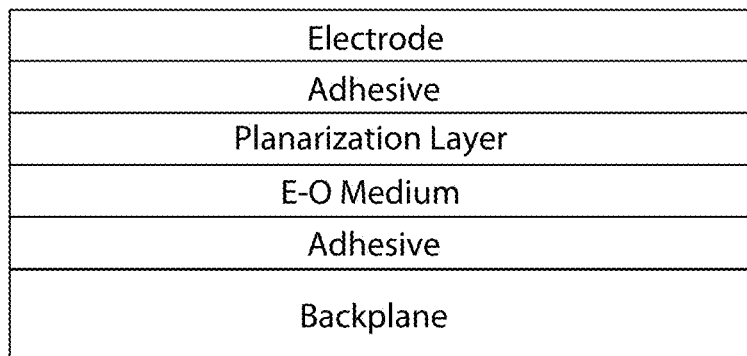 Electrode
Adhesive
Planarization Layer
E-O Medium
Adhesive
Backplane